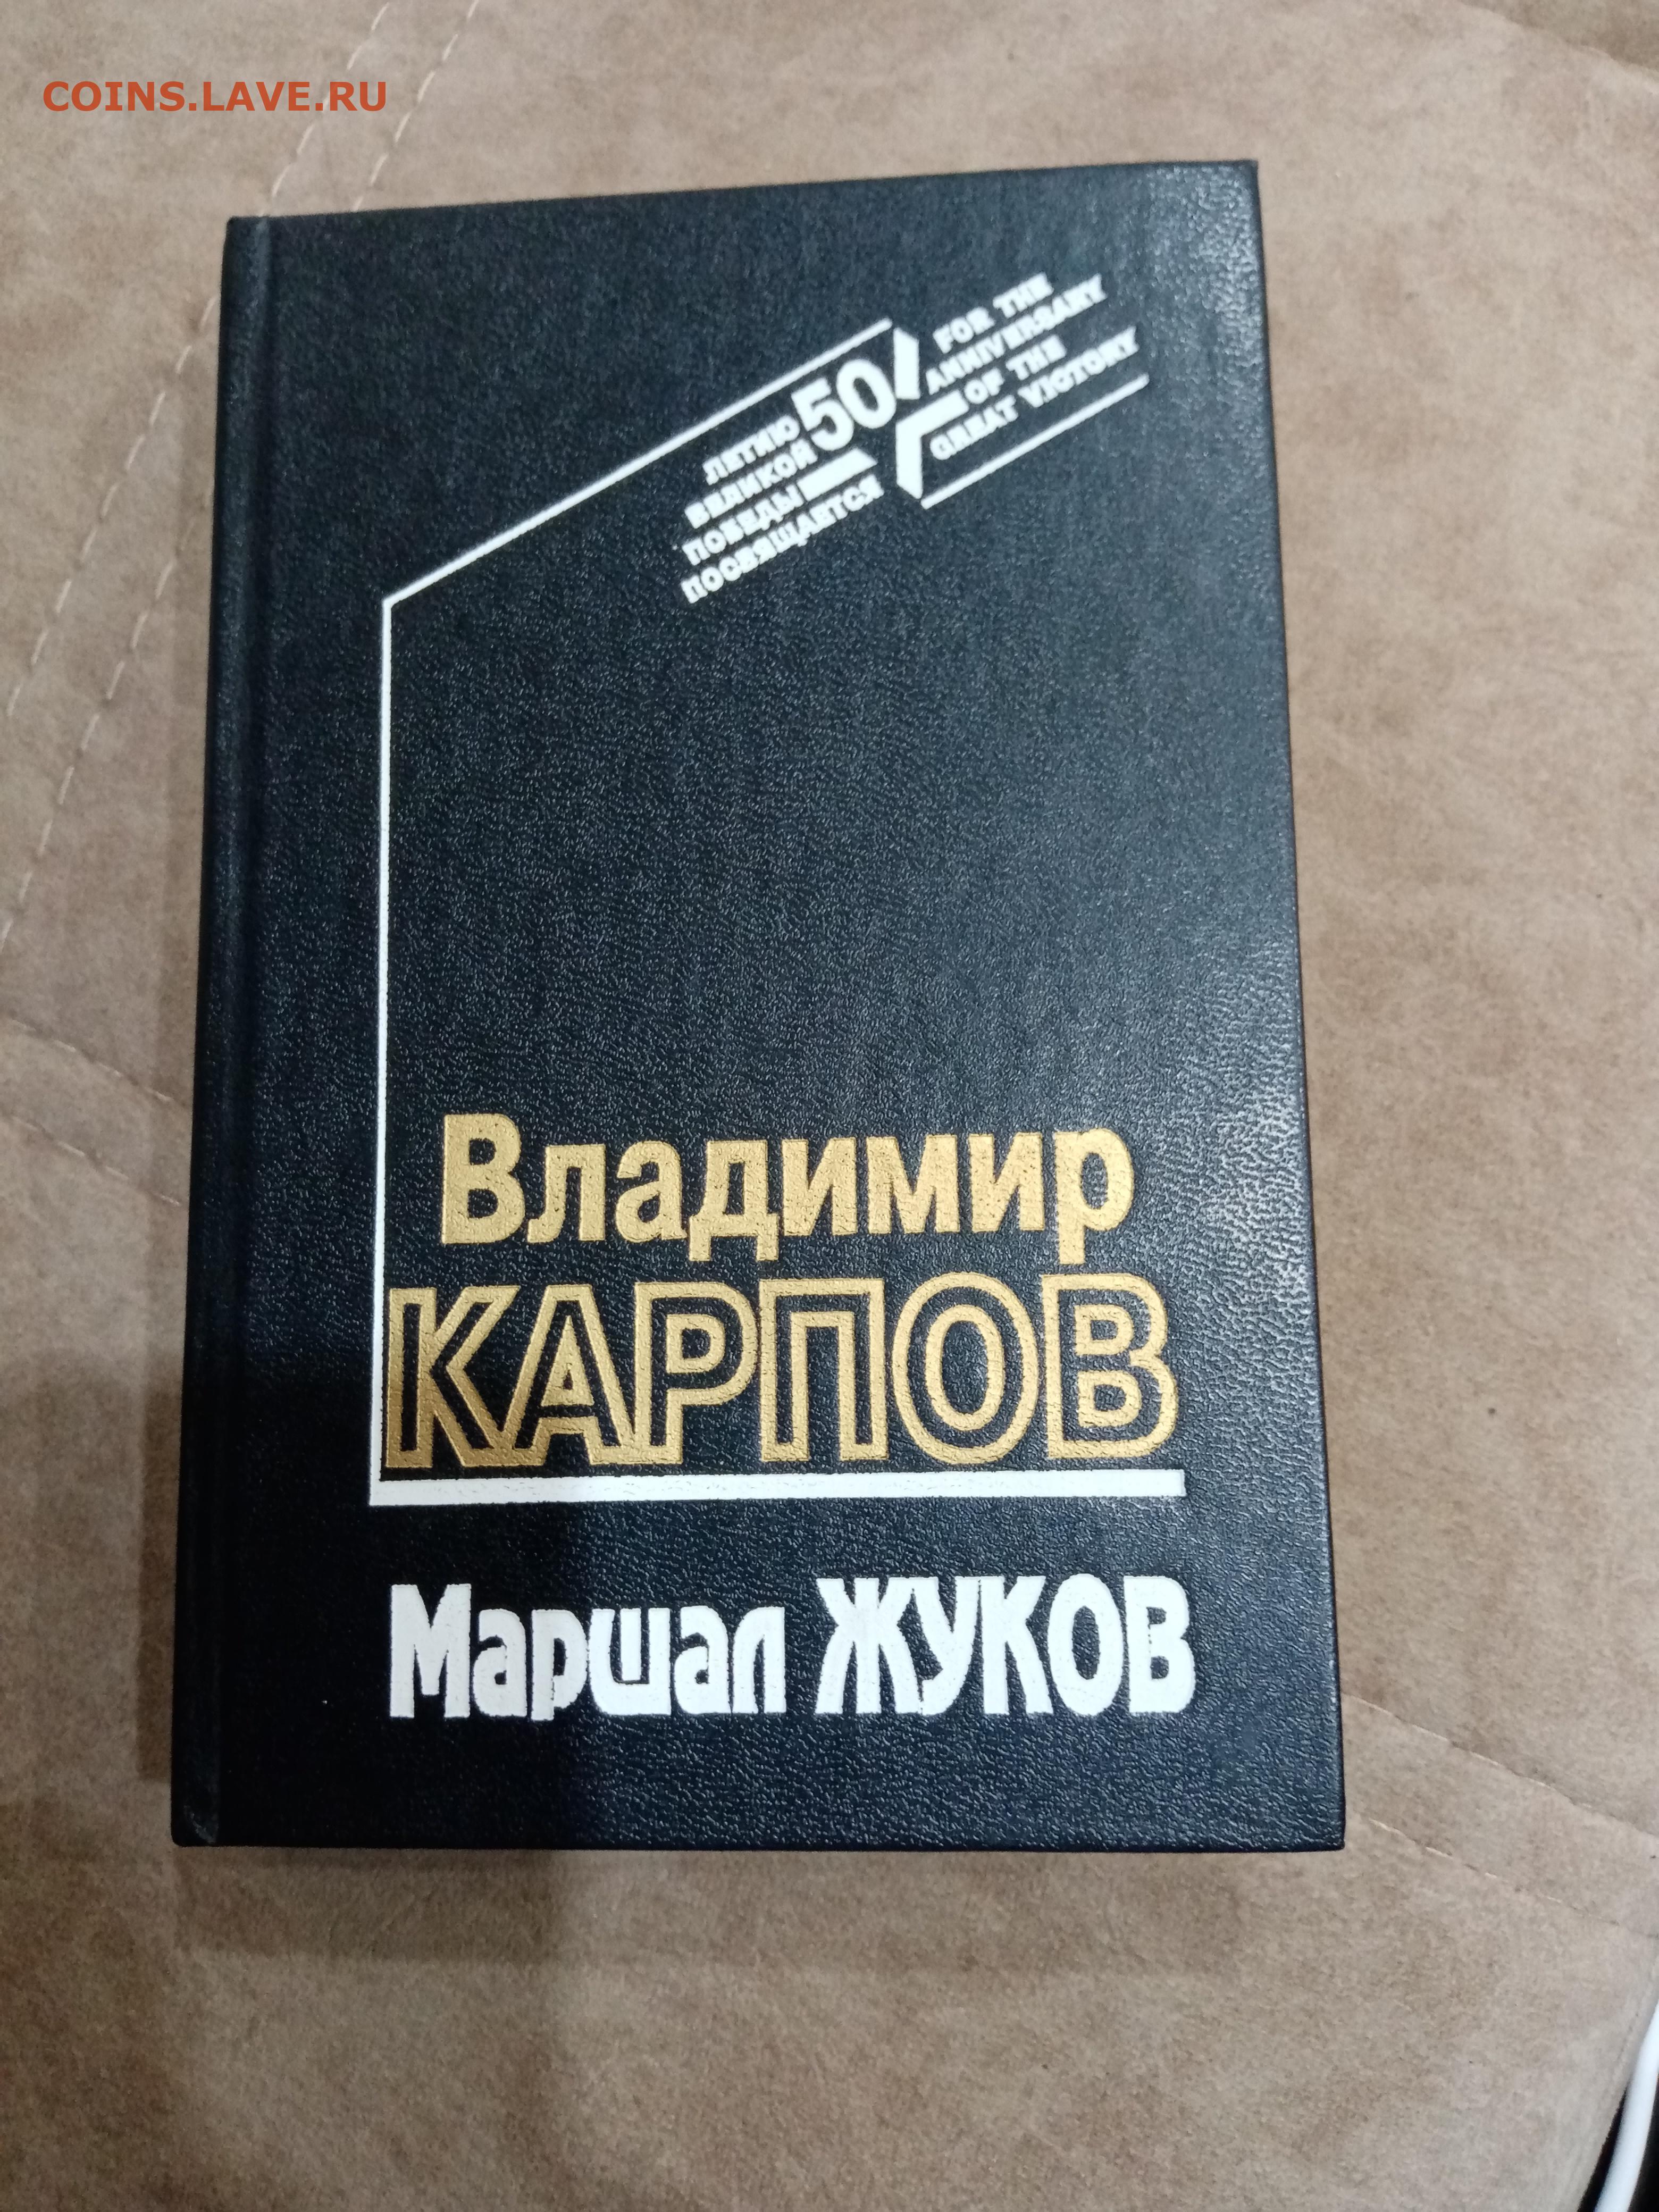 COINS.LAVE.RU
50
ЛЕТИЮ
ВЕЛИКОЙ
ПОБЕДЫ
ПОСВЯЩАЕТСЯ
FOR THE
ANNIVERSARY
OF THE
GREAT VICTORY
Владимир
КАРПОВ
Маршал ЖУКОВ